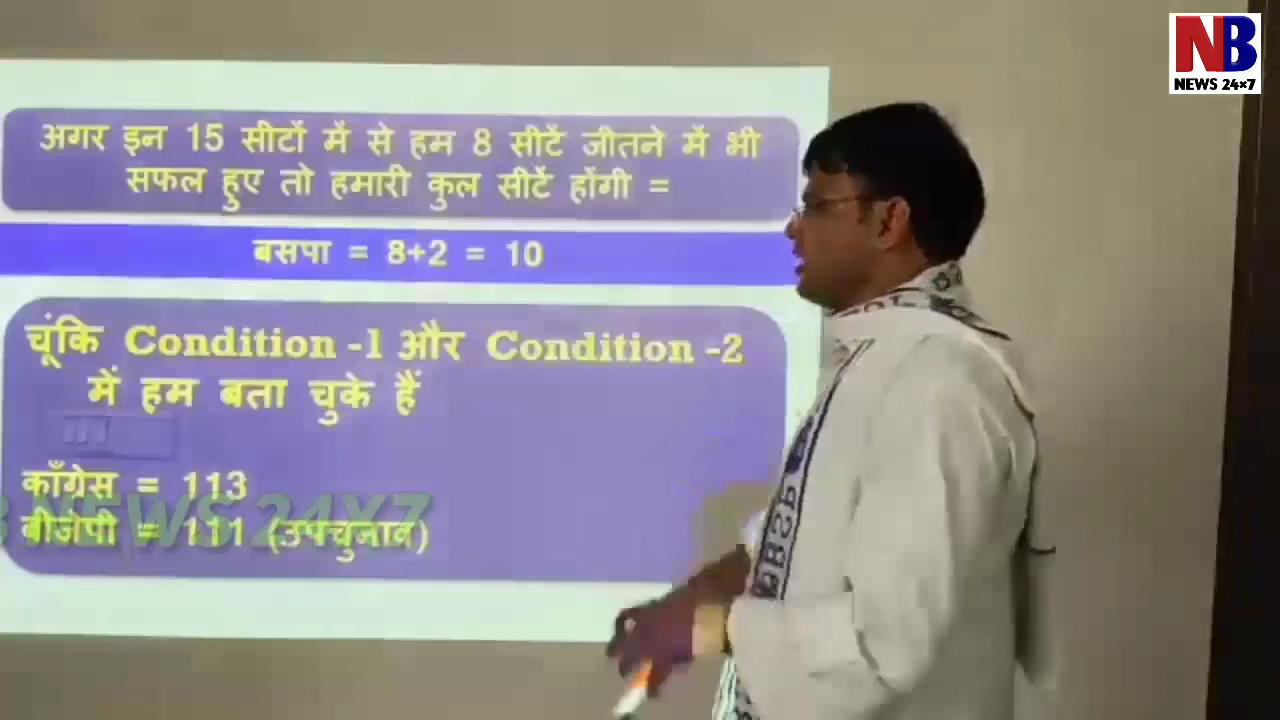 NB
NEWS 24×7
अगर इन 15 सीटों में से हम 8 सीटें जीतने में भी
सफल हुए तो हमारी कुल सीटें होंगी =
बसपा = 8+2 = 10
चूंकि Condition -1 और Condition -2
में हम बता चुके हैं
काँग्रेस = 113
बीजेपी = 111 (उपचुनाव)
B NEWS 24X7